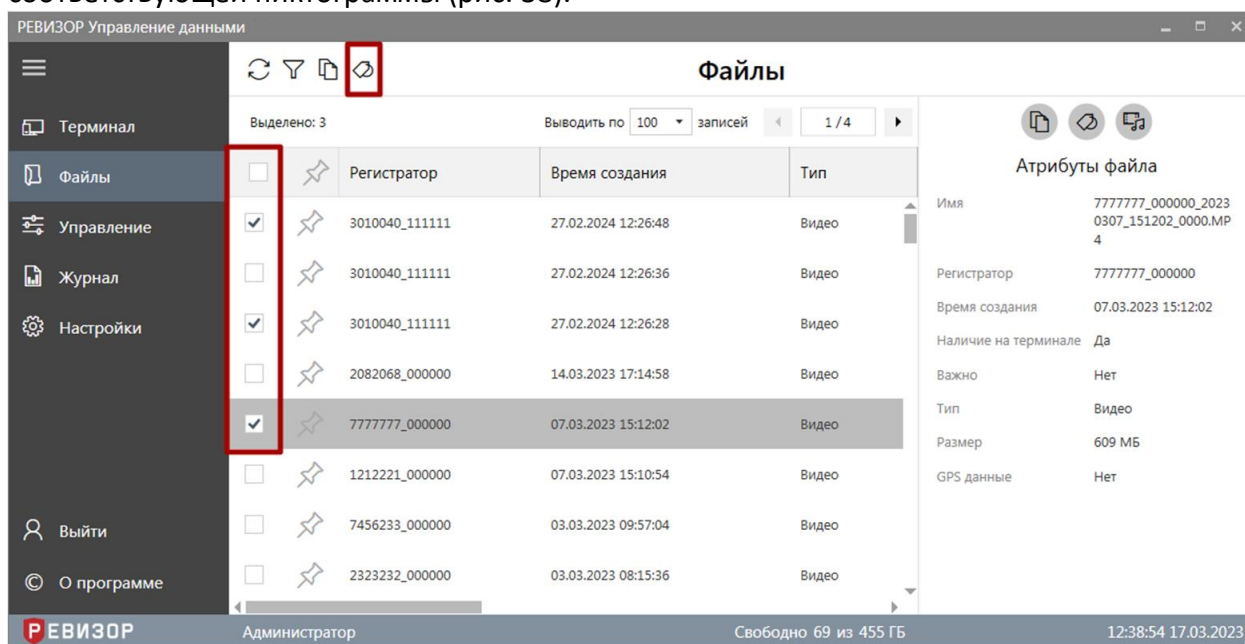 соответствующей пиктограммы (рис. 38).
РЕВИЗОР Управление данными
Файлы
Терминал
Файлы
Управление
Журнал
Настройки
Выйти
О программе
Выделено: 3
Выводить по 100 записей 1/4
Регистратор Время создания Тип
3010040_111111 27.02.2024 12:26:48 Видео
3010040_111111 27.02.2024 12:26:36 Видео
3010040_111111 27.02.2024 12:26:28 Видео
2082068_000000 14.03.2023 17:14:58 Видео
7777777_000000 07.03.2023 15:12:02 Видео
1212221_000000 07.03.2023 15:10:54 Видео
7456233_000000 03.03.2023 09:57:04 Видео
2323232_000000 03.03.2023 08:15:36 Видео
Атрибуты файла
Имя 7777777_000000_2023
0307_151202_0000.MP
4
Регистратор 7777777_000000
Время создания 07.03.2023 15:12:02
Наличие на терминале Да
Важно Нет
Тип Видео
Размер 609 МБ
GPS данные Нет
РЕВИЗОР Администратор Свободно 69 из 455 ГБ 12:38:54 17.03.2023